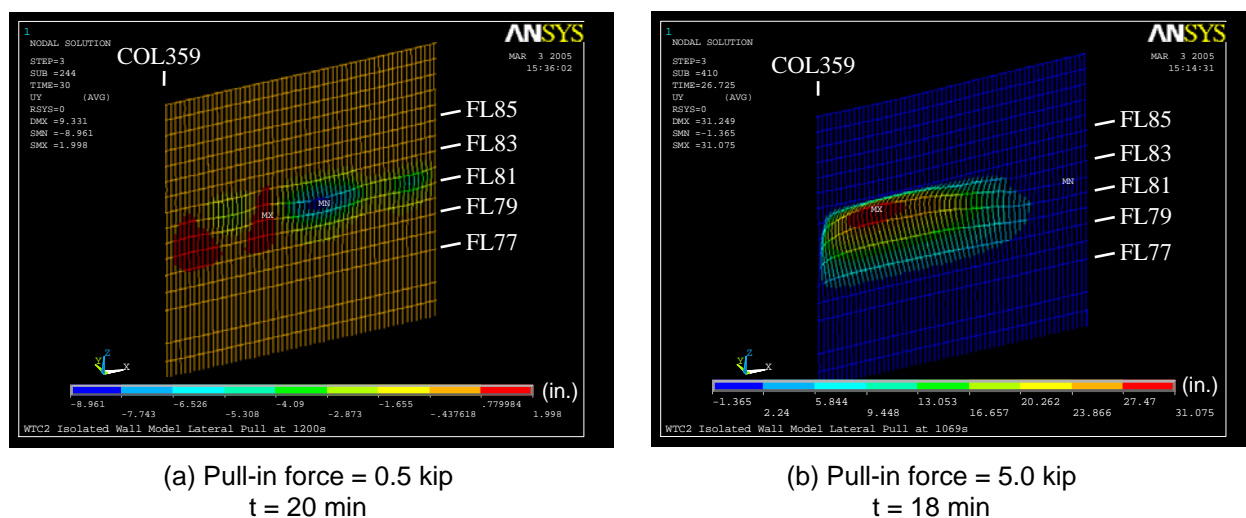 1
NODAL SOLUTION
STEP=3
SUB =244
TIME=30
UY (AVG)
RSYS=0
DMX=9.331
SMN=-8.961
SMX=1.998
ANSYS
MAR 3 2005
15:36:02
COL359
FL85
FL83
FL81
FL79
FL77
MX
MN
Z
Y
X
(in.)
-8.961 -6.526 -4.09 -1.655 .779984
-7.743 -5.308 -2.873 -.437618 1.998
WTC2 Isolated Wall Model Lateral Pull at 1200s
(a) Pull-in force = 0.5 kip
t = 20 min
1
NODAL SOLUTION
STEP=3
SUB =410
TIME=26.725
UY (AVG)
RSYS=0
DMX=31.249
SMN=-1.365
SMX=31.075
ANSYS
MAR 3 2005
15:14:31
COL359
FL85
FL83
FL81
FL79
FL77
MN
MX
Z
Y
X
(in.)
-1.365 5.844 13.053 20.262 27.47
2.24 9.448 16.657 23.866 31.075
WTC2 Isolated Wall Model Lateral Pull at 1069s
(b) Pull-in force = 5.0 kip
t = 18 min